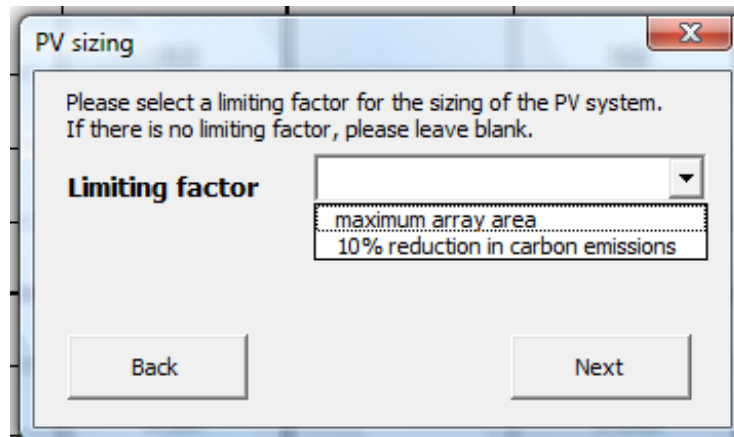 PV sizing
Please select a limiting factor for the sizing of the PV system.
If there is no limiting factor, please leave blank.
Limiting factor
maximum array area
10% reduction in carbon emissions
Back
Next